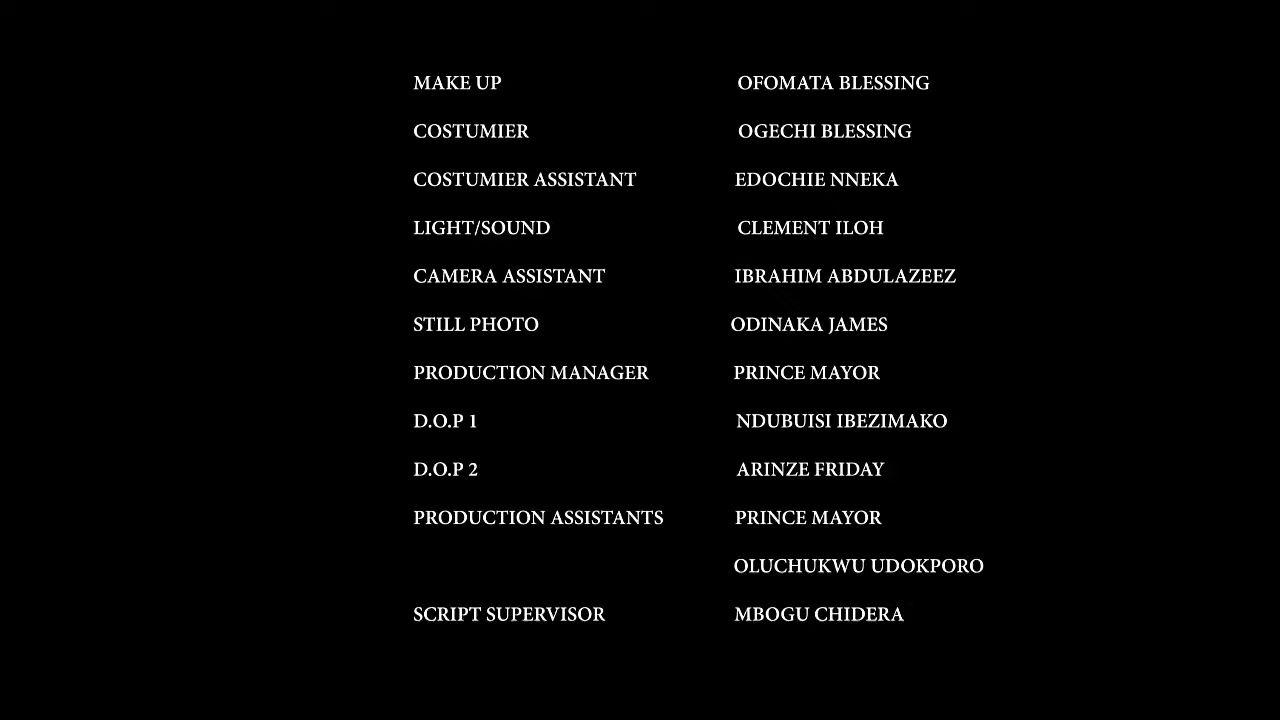 MAKE UP OFOMATA BLESSING
COSTUMIER OGECHI BLESSING
COSTUMIER ASSISTANT EDOCHIE NNEKA
LIGHT/SOUND CLEMENT ILOH
CAMERA ASSISTANT IBRAHIM ABDULAZEEZ
STILL PHOTO ODINAKA JAMES
PRODUCTION MANAGER PRINCE MAYOR
D.O.P 1 NDUBUISI IBEZIMAKO
D.O.P 2 ARINZE FRIDAY
PRODUCTION ASSISTANTS PRINCE MAYOR
OLUCHUKWU UDOKPORO
SCRIPT SUPERVISOR MBOGU CHIDERA